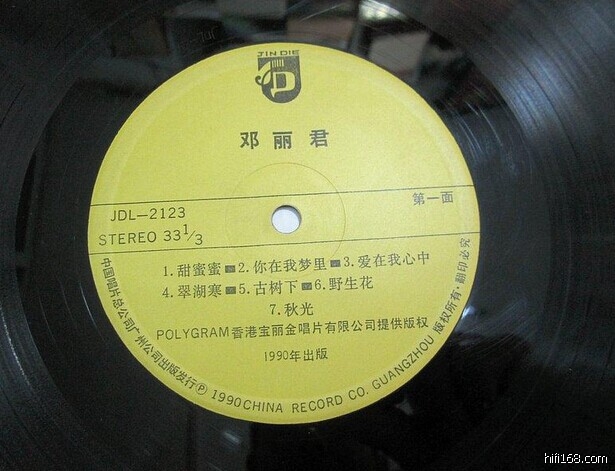 JIN DIE
邓丽君
JDL—2123
第一面
STEREO 33 1/3
1.甜蜜蜜 2.你在我梦里 3.爱在我心中
4.翠湖寒 5.古树下 6.野生花
7.秋光
POLYGRAM香港宝丽金唱片有限公司提供版权
1990年出版
中国唱片总公司广州公司出版发行Ⓟ 1990CHINA RECORD CO. GUANGZHOU 版权所有·翻印必究
hifi168.com